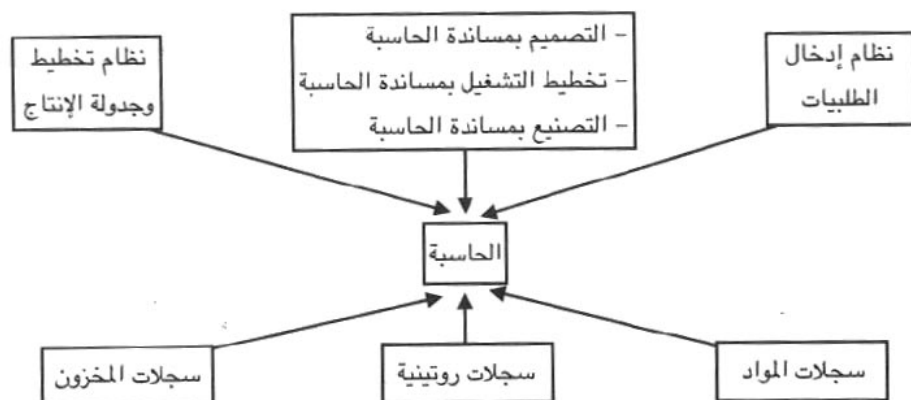 نظام إدخال
الطلبيات
– التصميم بمساندة الحاسبة
– تخطيط التشغيل بمساندة الحاسبة
– التصنيع بمساندة الحاسبة
نظام تخطيط
وجدولة الإنتاج
الحاسبة
سجلات المواد
سجلات روتينية
سجلات المخزون